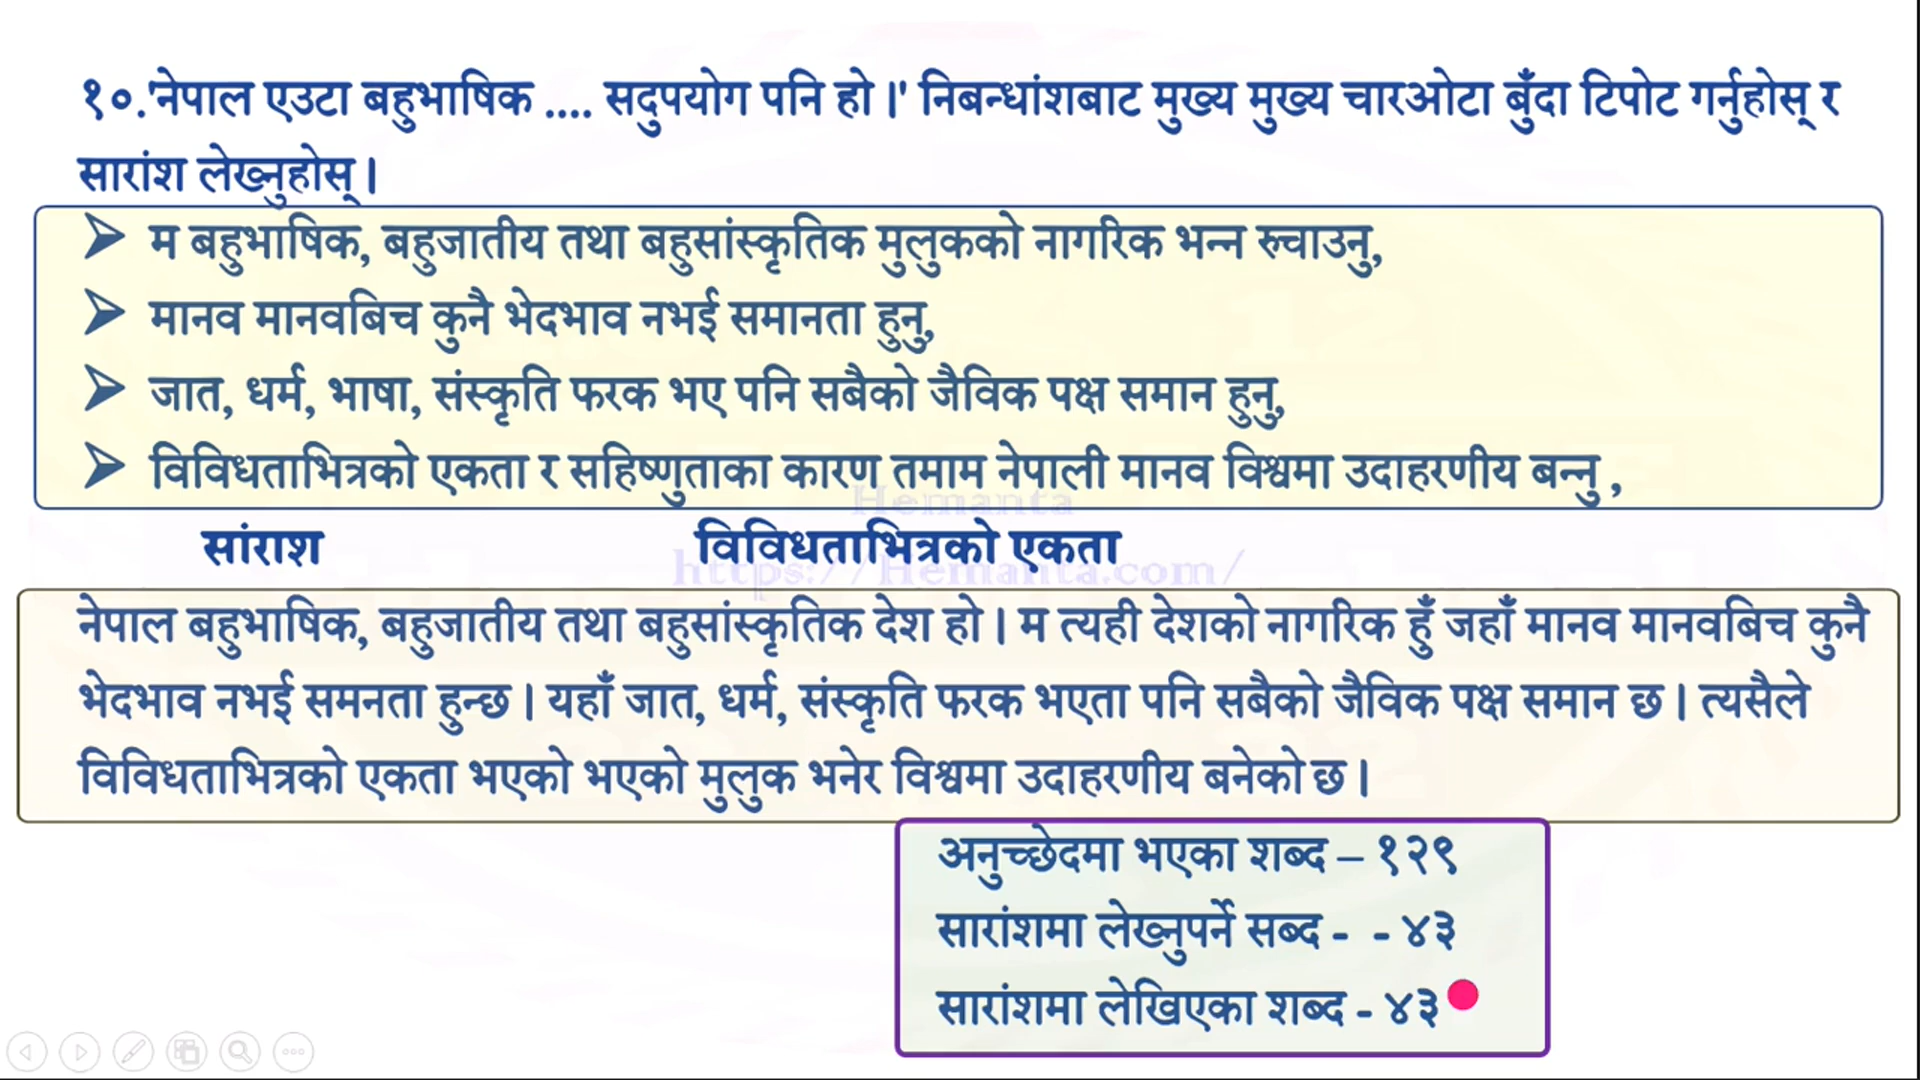 १०.'नेपाल एउटा बहुभाषिक .... सदुपयोग पनि हो ।' निबन्धांशबाट मुख्य मुख्य चारओटा बुँदा टिपोट गर्नुहोस् र
सारांश लेख्नुहोस् ।
म बहुभाषिक, बहुजातीय तथा बहुसांस्कृतिक मुलुकको नागरिक भन्न रुचाउनु,
मानव मानवबिच कुनै भेदभाव नभई समानता हुनु,
जात, धर्म, भाषा, संस्कृति फरक भए पनि सबैको जैविक पक्ष समान हुनु,
विविधताभित्रको एकता र सहिष्णुताका कारण तमाम नेपाली मानव विश्वमा उदाहरणीय बन्नु ,
Hemanta
सांराश विविधताभित्रको एकता
https://Hemanta.com/
नेपाल बहुभाषिक, बहुजातीय तथा बहुसांस्कृतिक देश हो । म त्यही देशको नागरिक हुँ जहाँ मानव मानवबिच कुनै
भेदभाव नभई समनता हुन्छ । यहाँ जात, धर्म, संस्कृति फरक भएता पनि सबैको जैविक पक्ष समान छ । त्यसैले
विविधताभित्रको एकता भएको भएको मुलुक भनेर विश्वमा उदाहरणीय बनेको छ ।
अनुच्छेदमा भएका शब्द – १२९
सारांशमा लेख्नुपर्ने सब्द - - ४३
सारांशमा लेखिएका शब्द - ४३